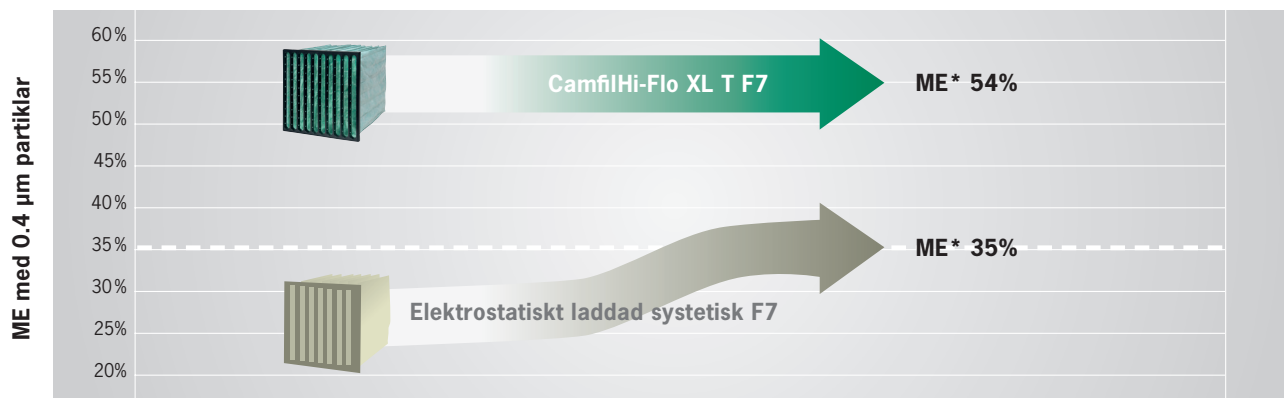 ME med 0.4 µm partiklar
60%
55%
50%
45%
40%
35%
30%
25%
20%
CamfilHi-Flo XL T F7
ME* 54%
ME* 35%
Elektrostatiskt laddad systetisk F7